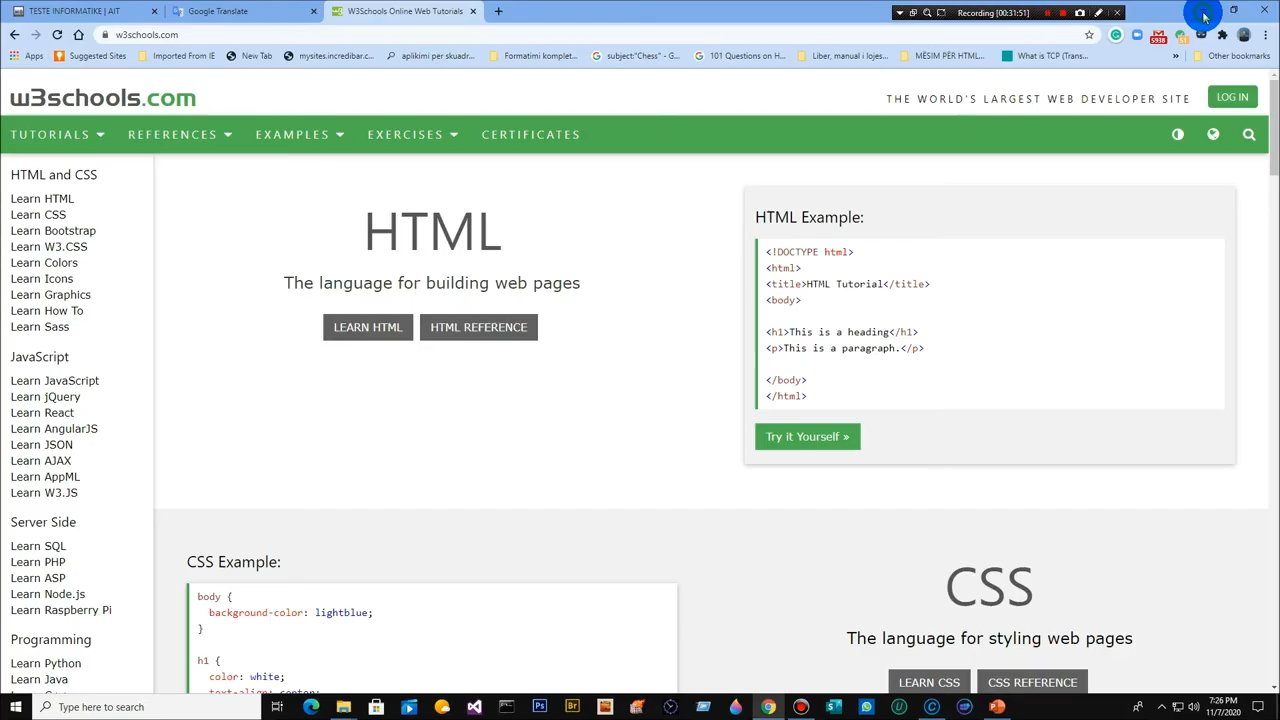 TESTE INFORMATIKE | AIT
Google Translate
W3Schools Online Web Tutorials
Recording [00:31:51]
w3schools.com
5938
Apps
Suggested Sites
Imported From IE
New Tab
mysites.incredibar.c...
aplikimi per skuadr...
Formatimi komplet...
subject:"Chess" - G...
101 Questions on H...
Liber, manual i lojes...
MËSIM PËR HTML...
What is TCP (Trans...
»
Other bookmarks
w3schools.com
THE WORLD'S LARGEST WEB DEVELOPER SITE
LOG IN
TUTORIALS
REFERENCES
EXAMPLES
EXERCISES
CERTIFICATES
HTML and CSS
Learn HTML
Learn CSS
Learn Bootstrap
Learn W3.CSS
Learn Colors
Learn Icons
Learn Graphics
Learn How To
Learn Sass
JavaScript
Learn JavaScript
Learn jQuery
Learn React
Learn AngularJS
Learn JSON
Learn AJAX
Learn AppML
Learn W3.JS
Server Side
Learn SQL
Learn PHP
Learn ASP
Learn Node.js
Learn Raspberry Pi
Programming
Learn Python
Learn Java
HTML
The language for building web pages
LEARN HTML
HTML REFERENCE
HTML Example:
<!DOCTYPE html>
<html>
<title>HTML Tutorial</title>
<body>
<h1>This is a heading</h1>
<p>This is a paragraph.</p>
</body>
</html>
Try it Yourself »
CSS Example:
body {
background-color: lightblue;
}
h1 {
color: white;
text-align: center;
CSS
The language for styling web pages
LEARN CSS
CSS REFERENCE
Type here to search
7:26 PM
11/7/2020